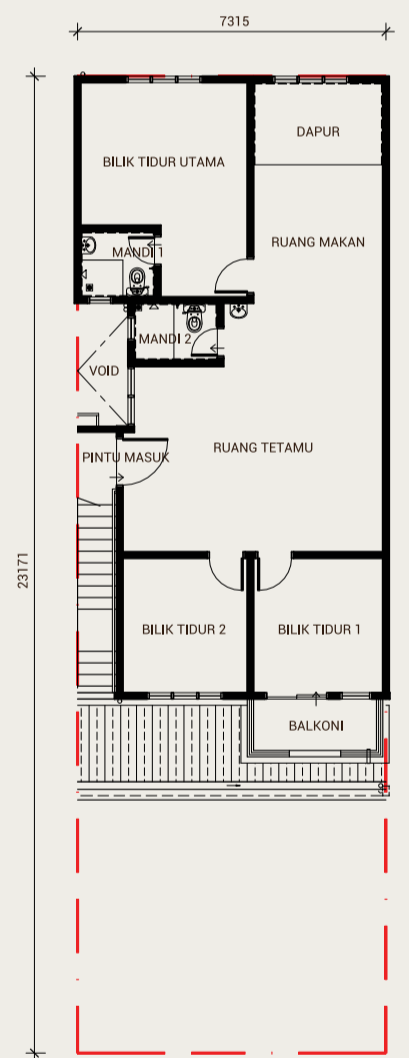 7315
DAPUR
BILIK TIDUR UTAMA
RUANG MAKAN
MANDI 1
MANDI 2
VOID
RUANG TETAMU
PINTU MASUK
23171
BILIK TIDUR 2
BILIK TIDUR 1
BALKONI